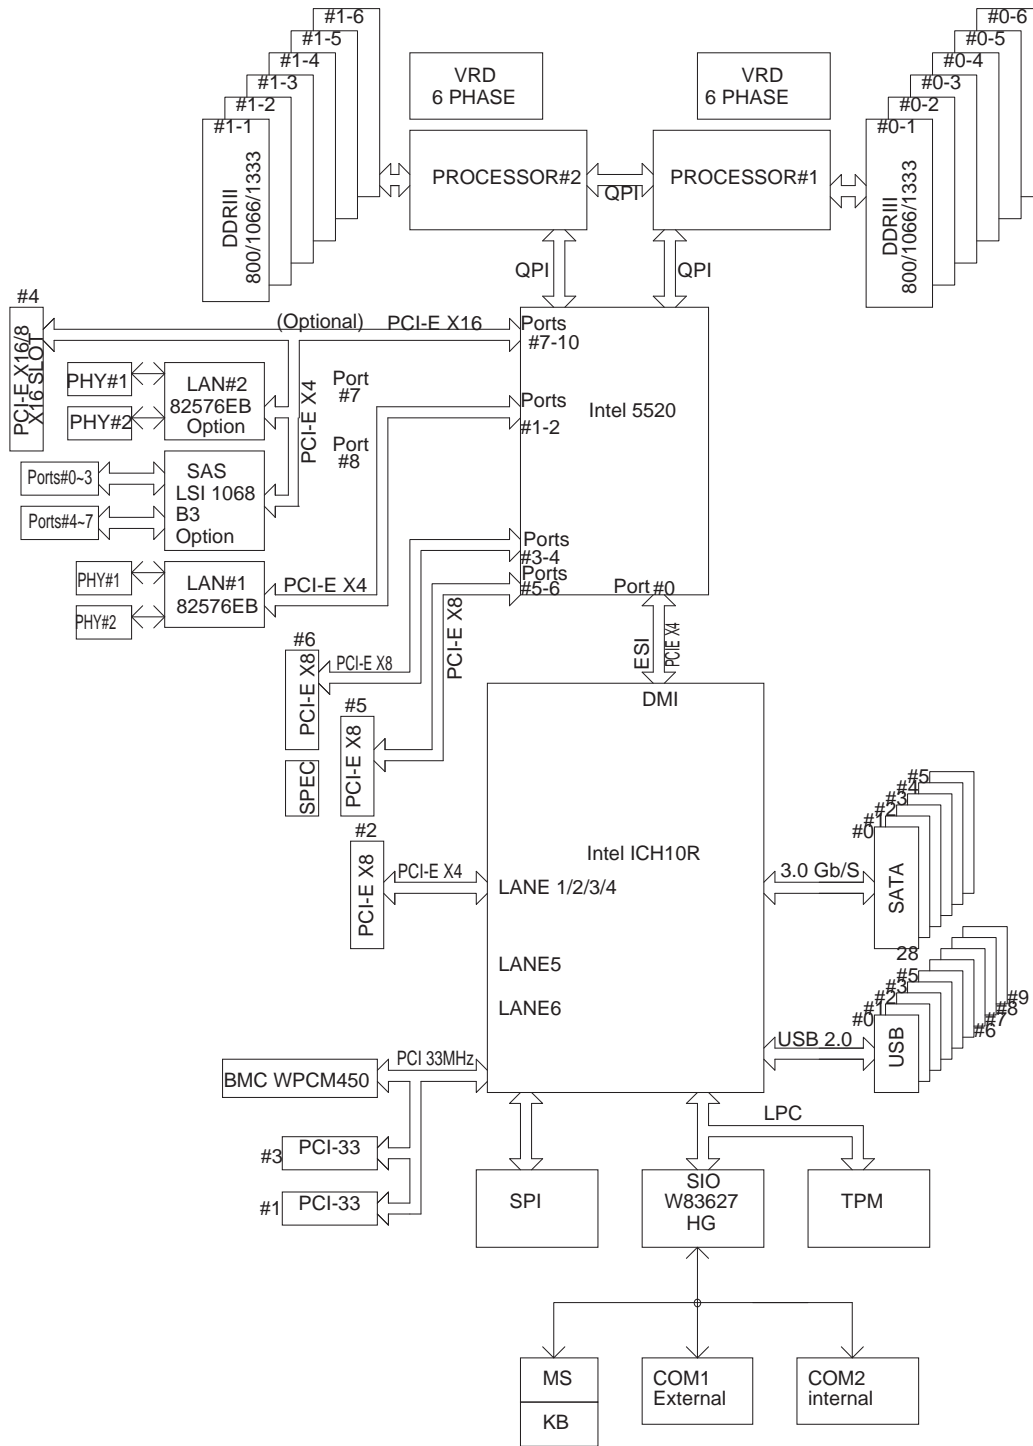 #1-6
#1-5
#1-4
#1-3
#1-2
#1-1
DDRIII
800/1066/1333
VRD
6 PHASE
VRD
6 PHASE
#0-6
#0-5
#0-4
#0-3
#0-2
#0-1
DDRIII
800/1066/1333
PROCESSOR#2
QPI
PROCESSOR#1
QPI
QPI
#4
PCI-E X16/8
X16 SLOT
(Optional)
PCI-E X16
Ports
#7-10
PHY#1
PHY#2
LAN#2
82576EB
Option
PCI-E X4
Port
#7
Port
#8
Ports
#1-2
Intel 5520
Ports#0~3
Ports#4~7
SAS
LSI 1068
B3
Option
PHY#1
PHY#2
LAN#1
82576EB
PCI-E X4
Ports
#3-4
Ports
#5-6
Port #0
#6
PCI-E X8
PCI-E X8
PCI-E X8
ESI
PCIE X4
DMI
#5
PCI-E X8
SPEC
#2
PCI-E X8
PCI-E X4
LANE 1/2/3/4
Intel ICH10R
3.0 Gb/S
#5
#4
#3
#2
#1
#0
SATA
LANE5
LANE6
28
#5
#3
#2
#1
#0
USB
#9
#8
#7
#6
USB 2.0
BMC WPCM450
PCI 33MHz
LPC
#3
PCI-33
#1
PCI-33
SPI
SIO
W83627
HG
TPM
MS
KB
COM1
External
COM2
internal